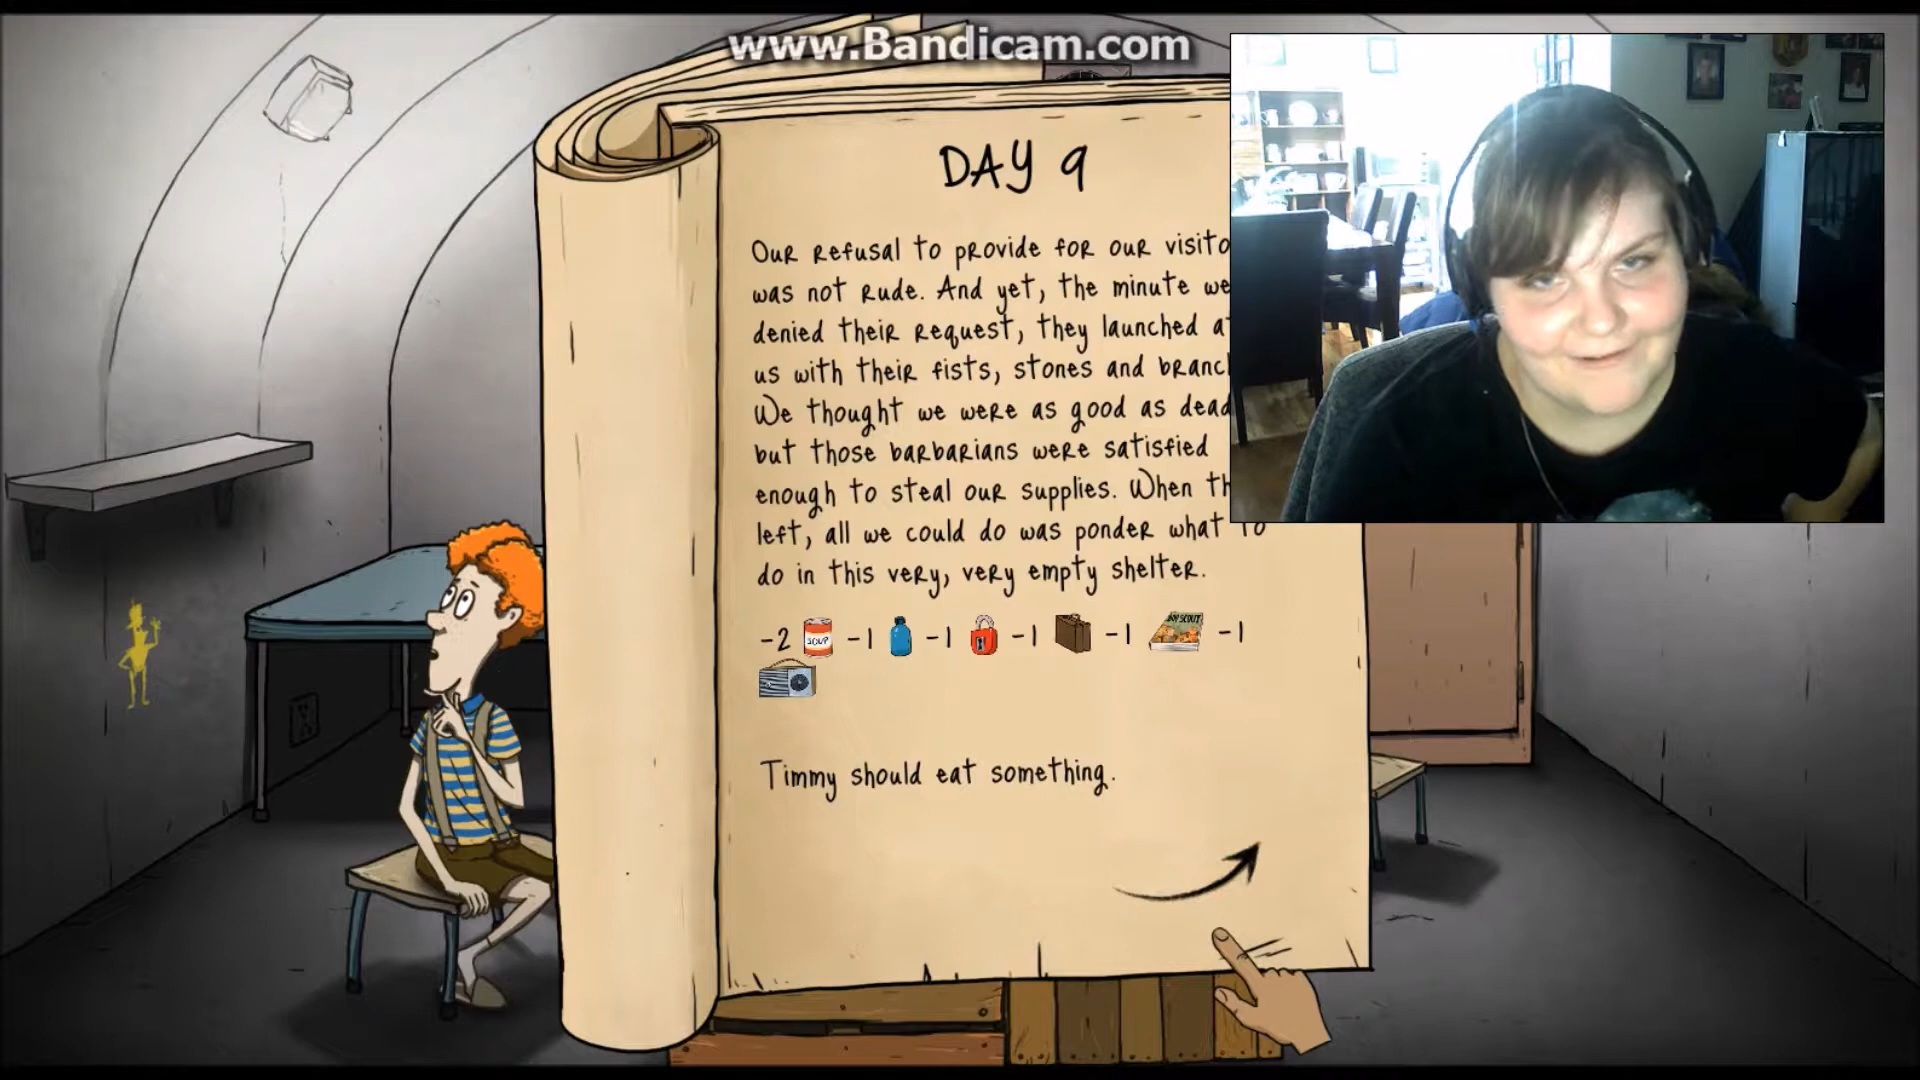 www.Bandicam.com
DAY 9
Our refusal to provide for our
was not rude. And yet, the minute we
denied their request, they launched
us with their fists, stones and
We thought we were as good as dead
but those barbarians were satisfied
enough to steal our supplies. When
left, all we could do was ponder what to
do in this very, very empty shelter.
-2 SOUP -1 -1 -1 -1 BOY SCOUT -1
Timmy should eat something.